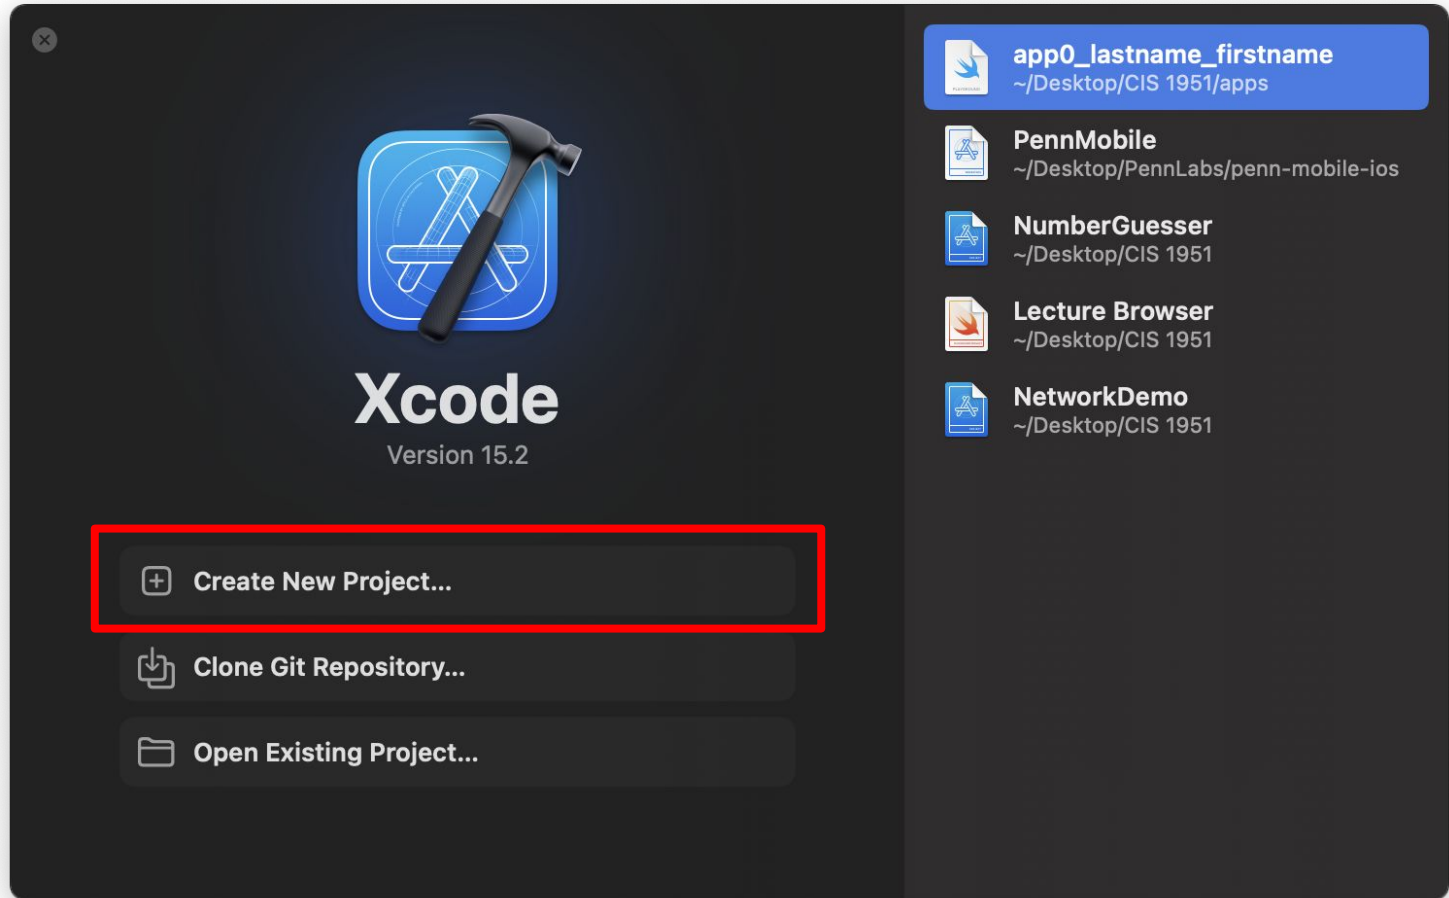 Xcode
Version 15.2
Create New Project...
Clone Git Repository...
Open Existing Project...
app0_lastname_firstname
~/Desktop/CIS 1951/apps
PennMobile
~/Desktop/PennLabs/penn-mobile-ios
NumberGuesser
~/Desktop/CIS 1951
Lecture Browser
~/Desktop/CIS 1951
NetworkDemo
~/Desktop/CIS 1951